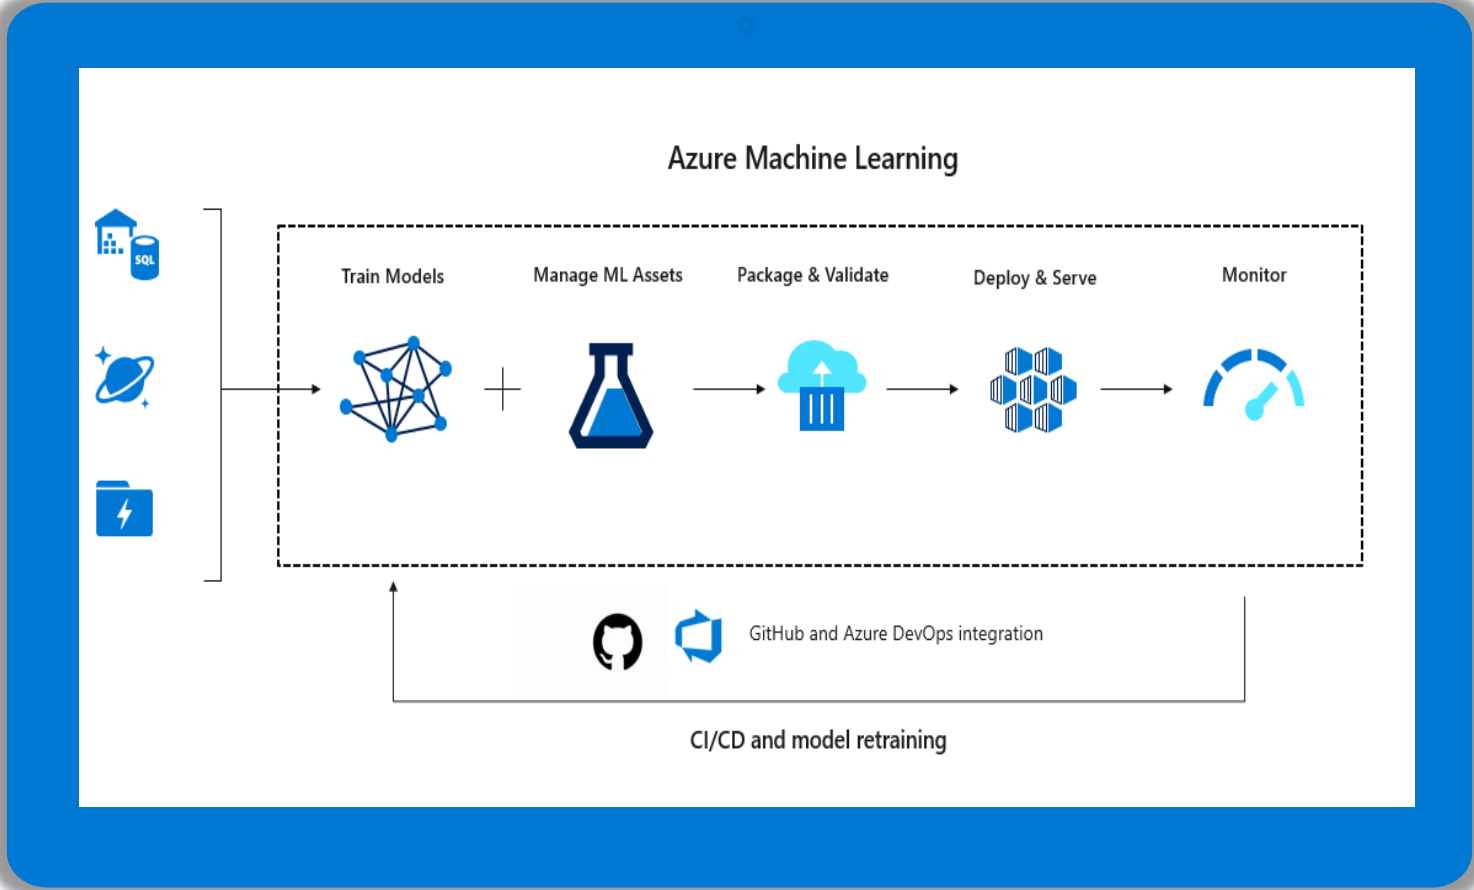 Azure Machine Learning
SQL
Train Models
Manage ML Assets
Package & Validate
Deploy & Serve
Monitor
GitHub and Azure DevOps integration
CI/CD and model retraining